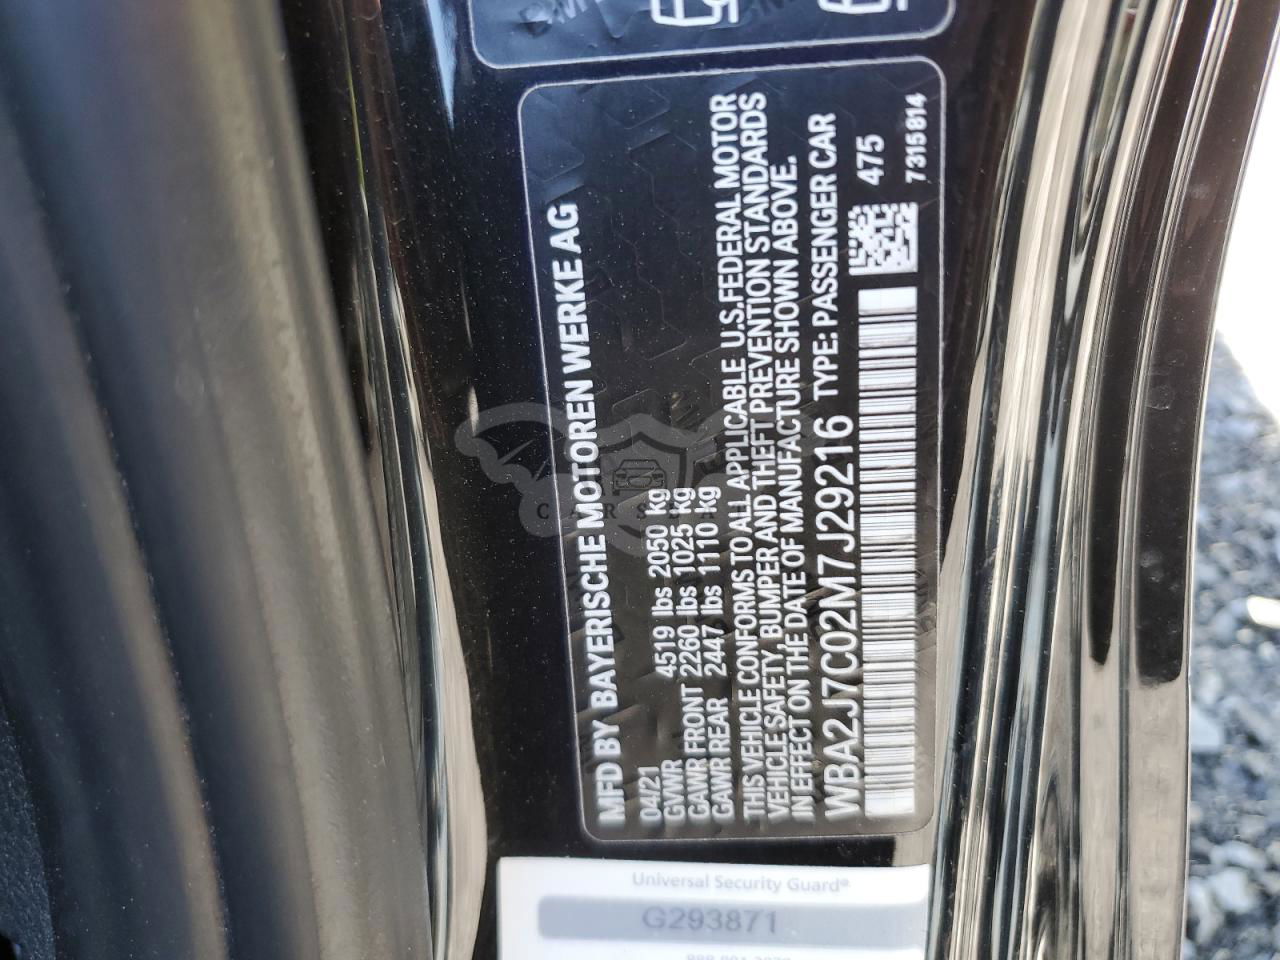 MFD BY BAYERISCHE MOTOREN WERKE AG
04/21
GVWR 4519 lbs 2050 kg
GAWR FRONT 2260 lbs 1025 kg
GAWR REAR 2447 lbs 1110 kg
THIS VEHICLE CONFORMS TO ALL APPLICABLE U.S.FEDERAL MOTOR
VEHICLE SAFETY, BUMPER AND THEFT PREVENTION STANDARDS
IN EFFECT ON THE DATE OF MANUFACTURE SHOWN ABOVE.
WBA2J7C02M7J29216 TYPE: PASSENGER CAR
475
7315814
Universal Security Guard®
G293871